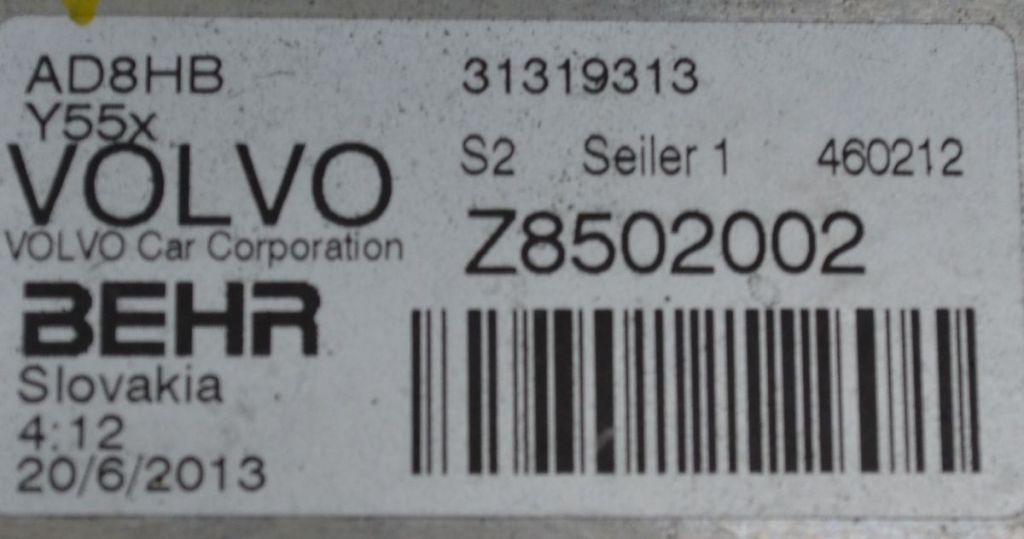 AD8HB
Y55x
VOLVO
VOLVO Car Corporation
BEHR
Slovakia
4:12
20/6/2013
31319313
S2 Seiler 1 460212
Z8502002